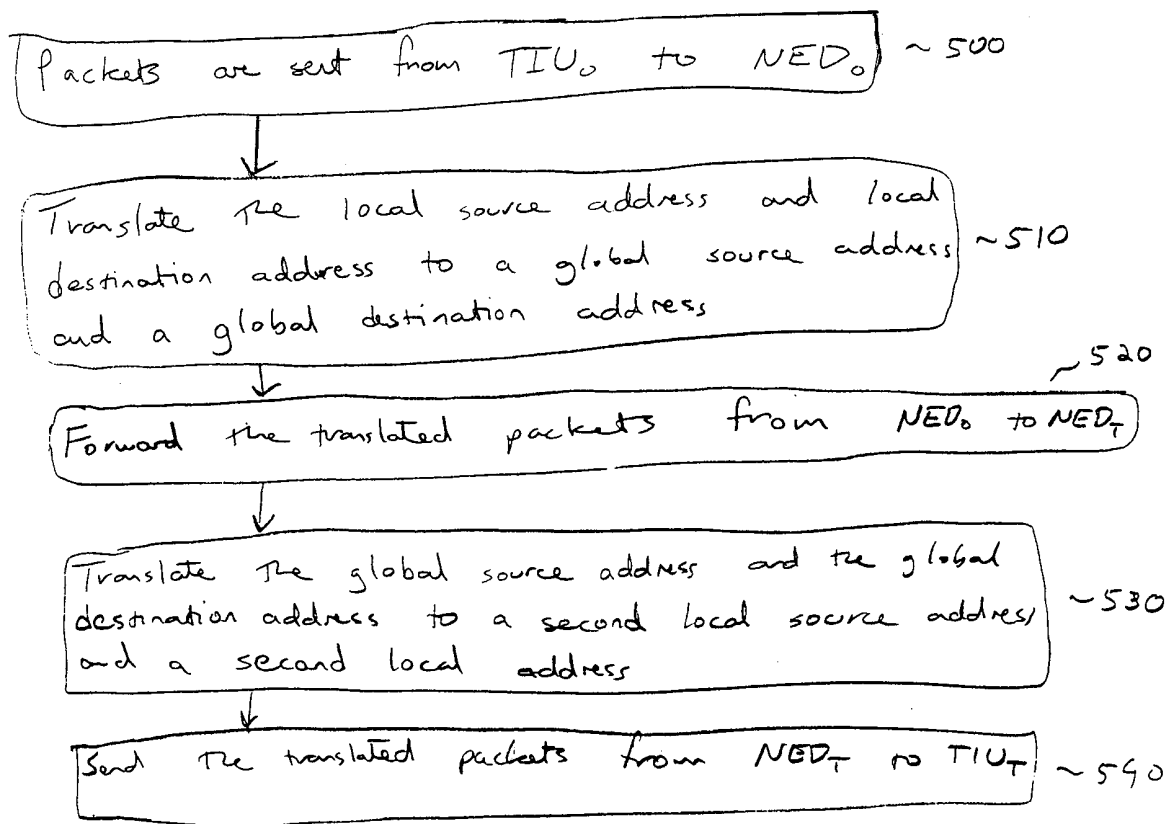 Packets are sent from TIU₀ to NED₀ ~ 500
Translate the local source address and local
destination address to a global source address ~ 510
and a global destination address
~ 520
Forward the translated packets from NED₀ to NED_T
Translate the global source address and the global
destination address to a second local source address ~ 530
and a second local address
Send the translated packets from NED_T to TIU_T ~ 540